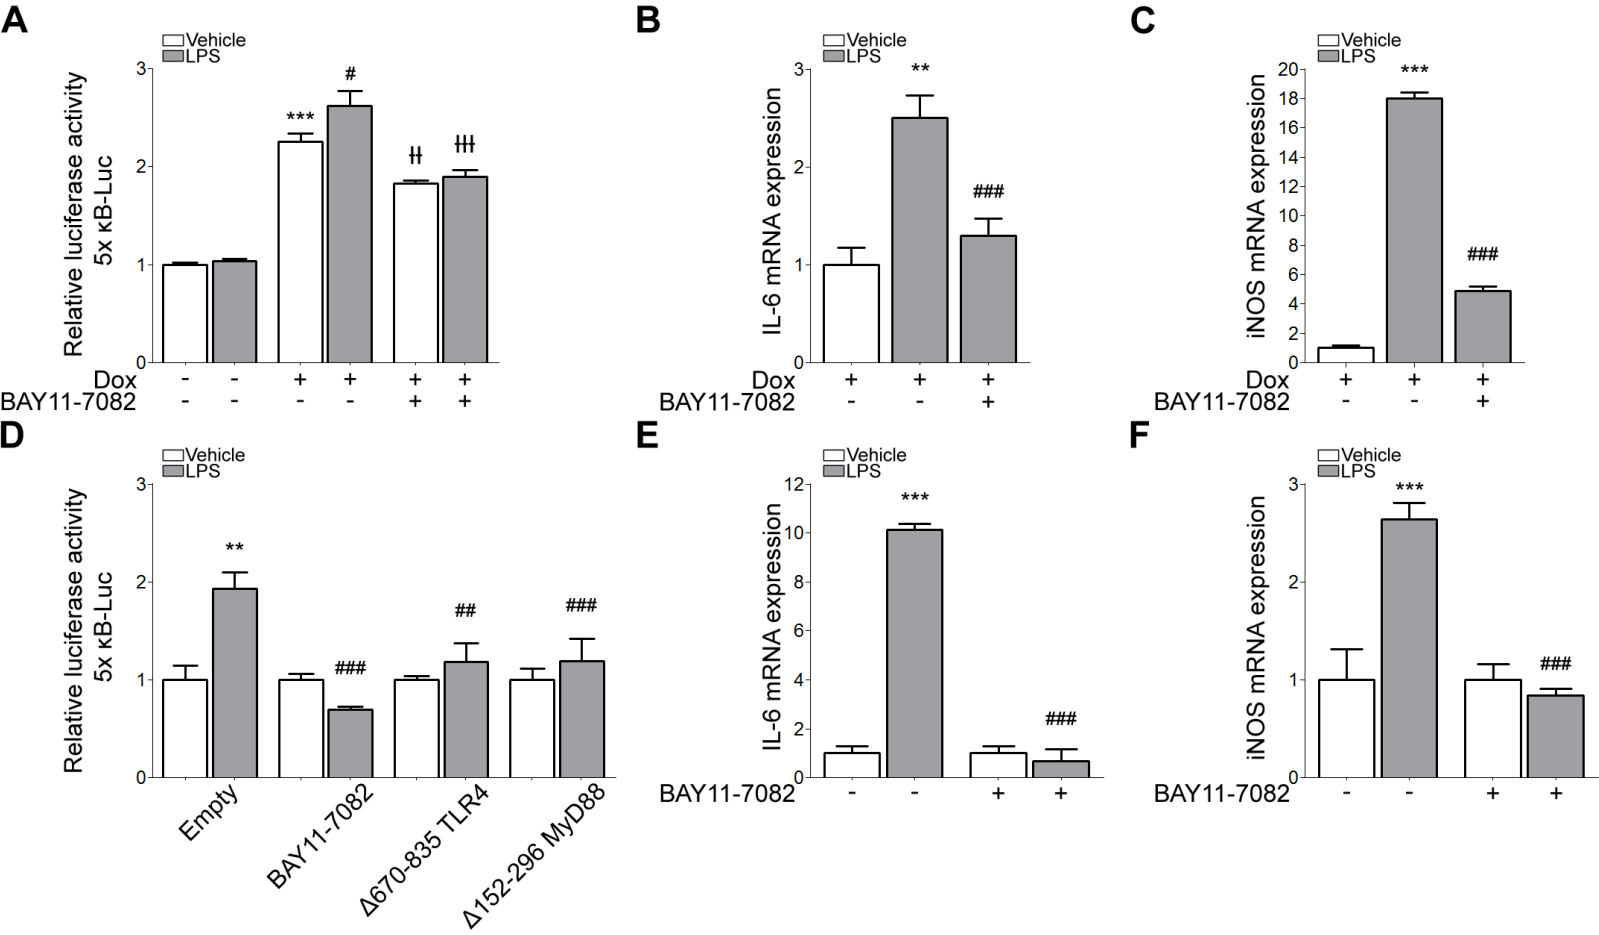 A
Vehicle
LPS
Relative luciferase activity
5x κB-Luc
3
2
1
0
***
#
ǂǂ
ǂǂǂ
Dox - - + + + +
BAY11-7082 - - - - + +
B
Vehicle
LPS
IL-6 mRNA expression
3
2
1
0
**
###
Dox + + +
BAY11-7082 - - +
C
Vehicle
LPS
iNOS mRNA expression
20
18
16
14
12
10
8
6
4
2
0
***
###
Dox + + +
BAY11-7082 - - +
D
Vehicle
LPS
Relative luciferase activity
5x κB-Luc
3
2
1
0
**
###
##
###
Empty
BAY11-7082
Δ670-835 TLR4
Δ152-296 MyD88
E
Vehicle
LPS
IL-6 mRNA expression
12
10
8
6
4
2
0
***
###
BAY11-7082 - - + +
F
Vehicle
LPS
iNOS mRNA expression
3
2
1
0
***
###
BAY11-7082 - - + +